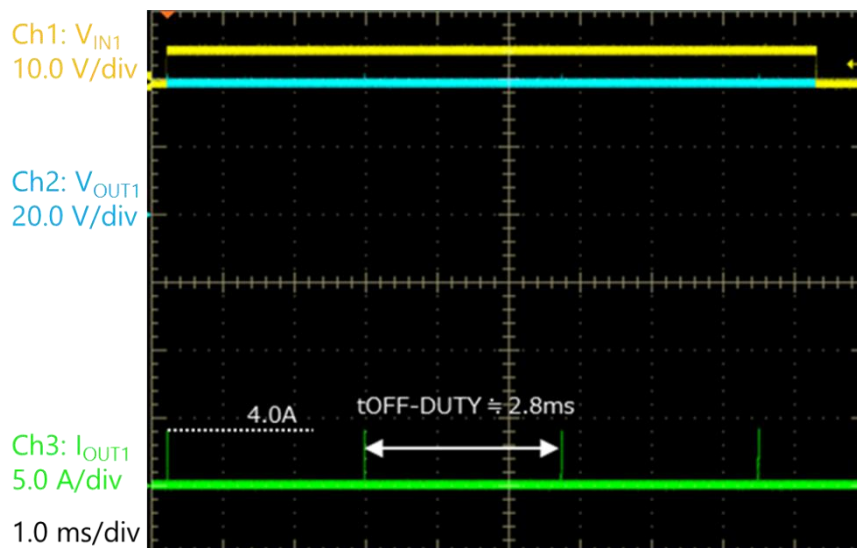 Ch1: VIN1
10.0 V/div
Ch2: VOUT1
20.0 V/div
4.0A
tOFF-DUTY ≒ 2.8ms
Ch3: IOUT1
5.0 A/div
1.0 ms/div